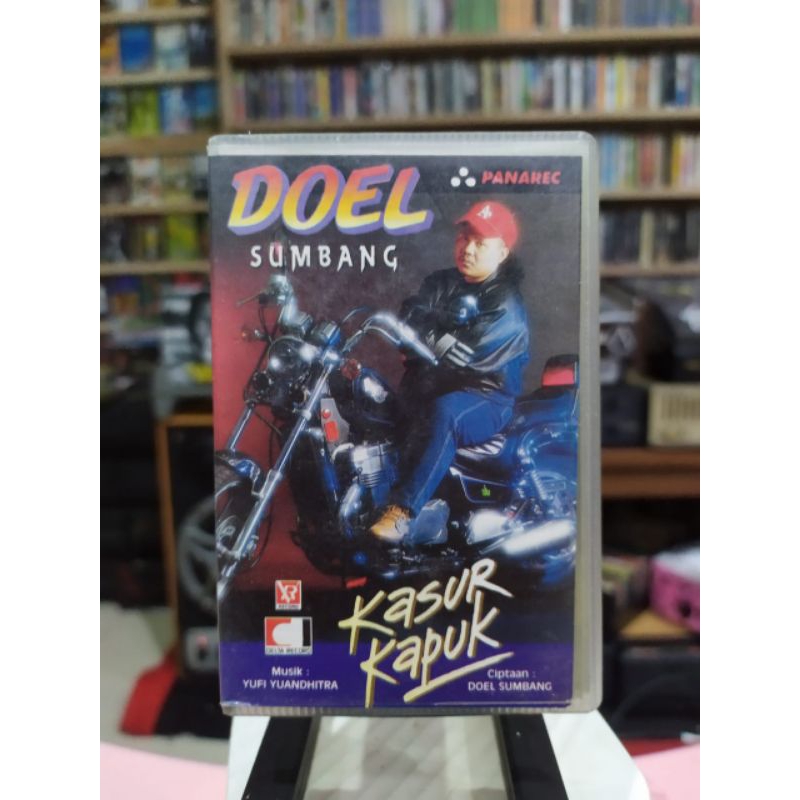 DOEL
SUMBANG
PANAREC
A
Kasur
Kapuk
Musik :
YUFI YUANDHITRA
Ciptaan :
DOEL SUMBANG